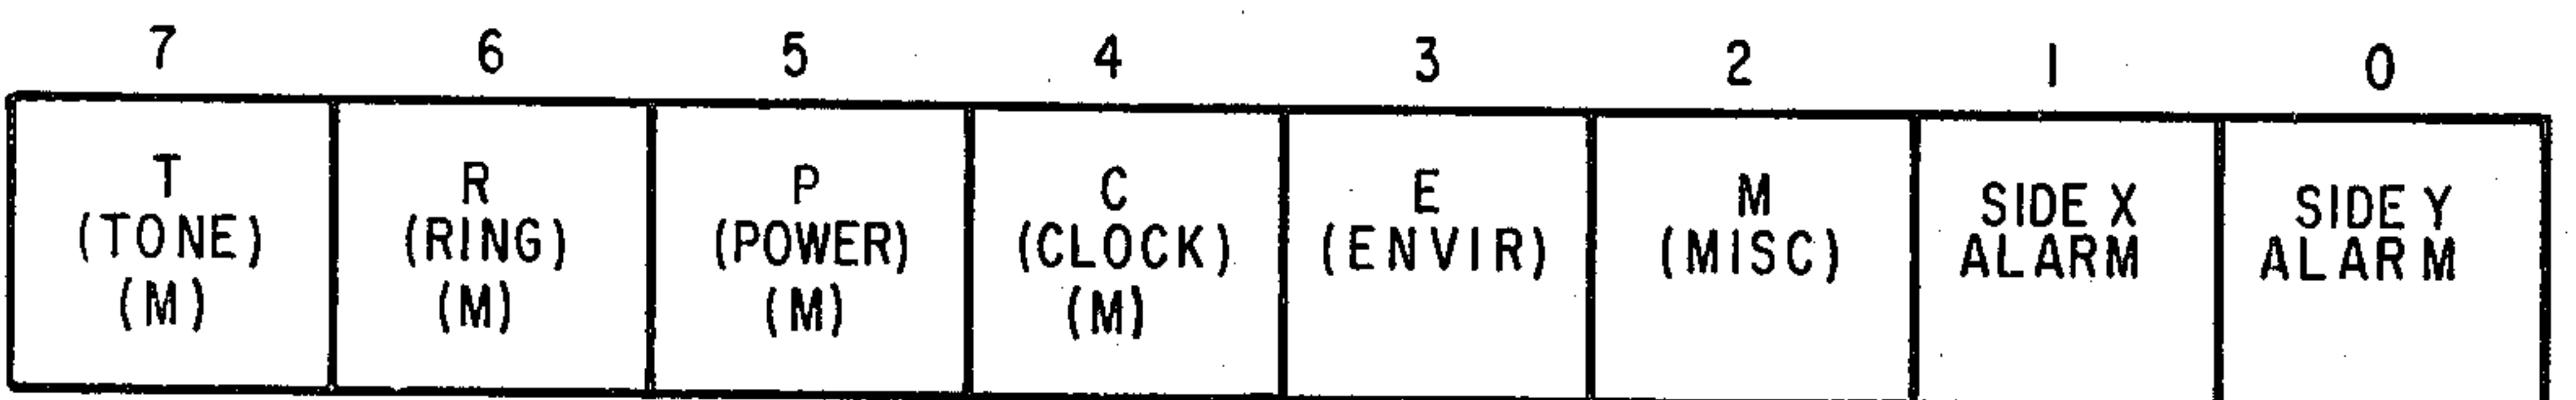 7 6 5 4 3 2 1 0
T R P C E M SIDE X SIDE Y
(TONE) (RING) (POWER) (CLOCK) (ENVIR) (MISC) ALARM ALARM
(M) (M) (M) (M)